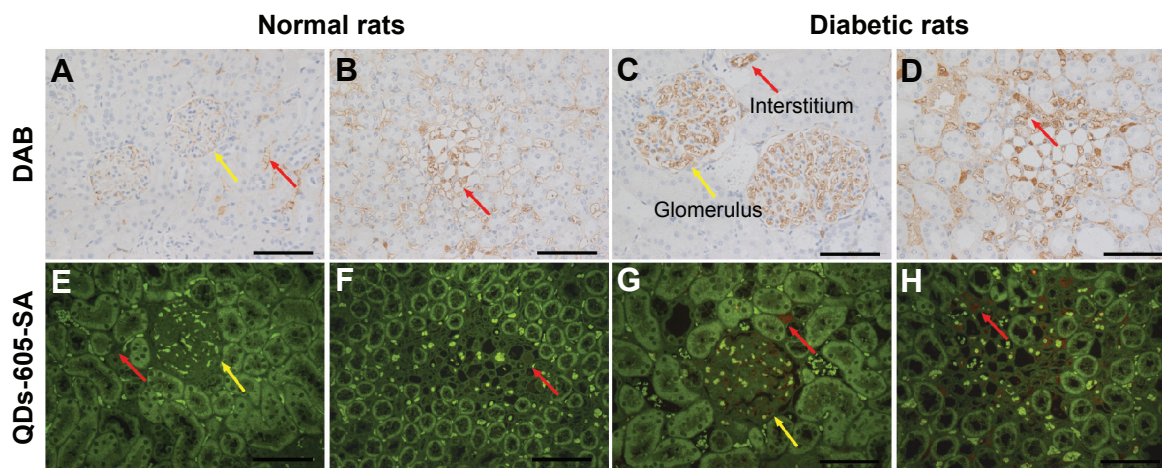 Normal rats
Diabetic rats
DAB
A
B
C
D
Interstitium
Glomerulus
QDs-605-SA
E
F
G
H